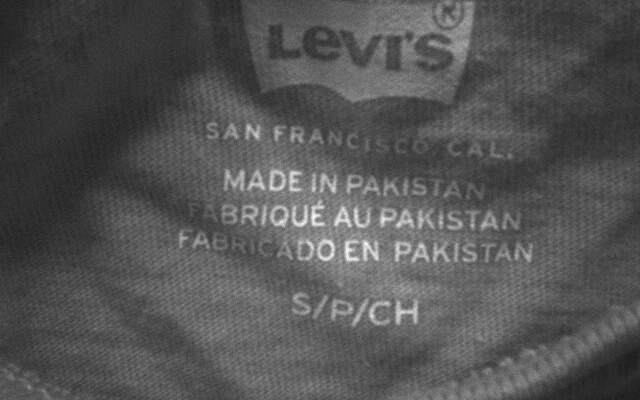 LEVI'S®
SAN FRANCISCO, CAL.
MADE IN PAKISTAN
FABRIQUÉ AU PAKISTAN
FABRICADO EN PAKISTAN
S/P/CH